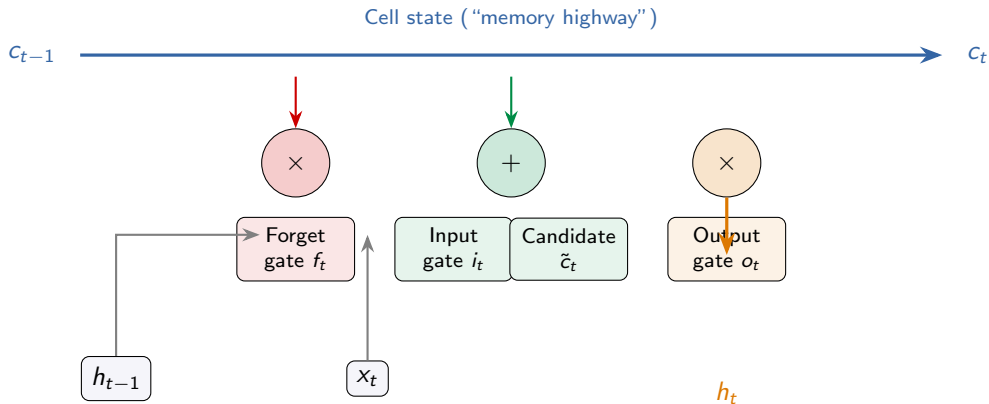 Cell state (“memory highway”)
c_{t−1}
c_t
×
+
×
Forget
gate f_t
Input
gate i_t
Candidate
c̃_t
Output
gate o_t
h_{t−1}
x_t
h_t